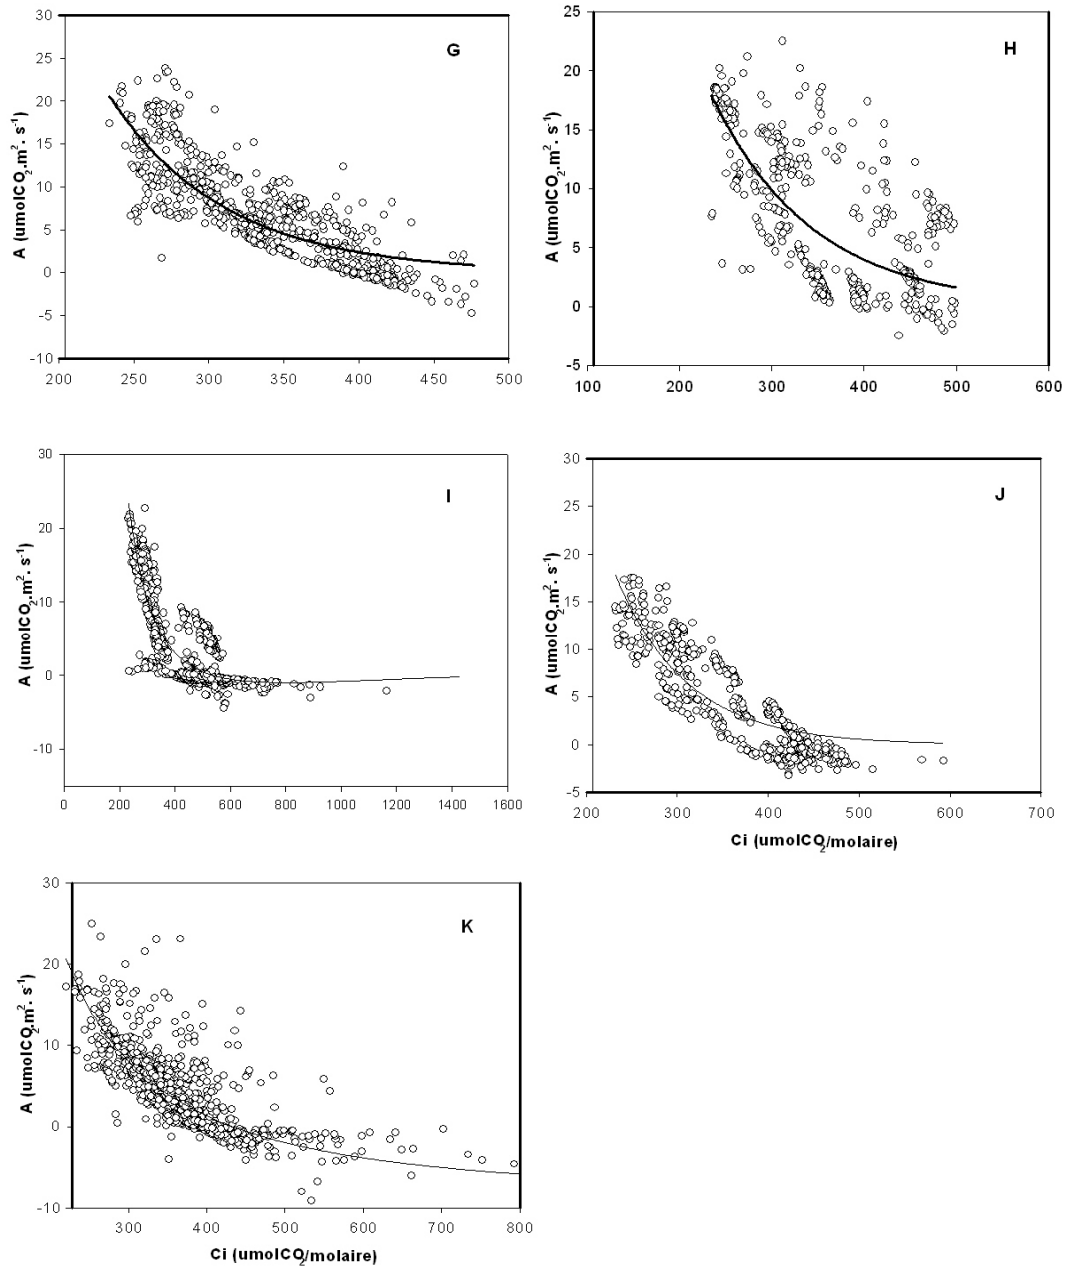 G
30
25
20
15
10
5
0
-5
-10
200 250 300 350 400 450 500
A (umolCO2.m2. s-1)
H
25
20
15
10
5
0
-5
100 200 300 400 500 600
A (umolCO2.m2. s-1)
I
30
20
10
0
-10
0 200 400 600 800 1000 1200 1400 1600
A (umolCO2.m2. s-1)
J
30
25
20
15
10
5
0
-5
200 300 400 500 600 700
A (umolCO2.m2. s-1)
Ci (umolCO2/molaire)
K
30
20
10
0
-10
300 400 500 600 700 800
A (umolCO2.m2. s-1)
Ci (umolCO2/molaire)